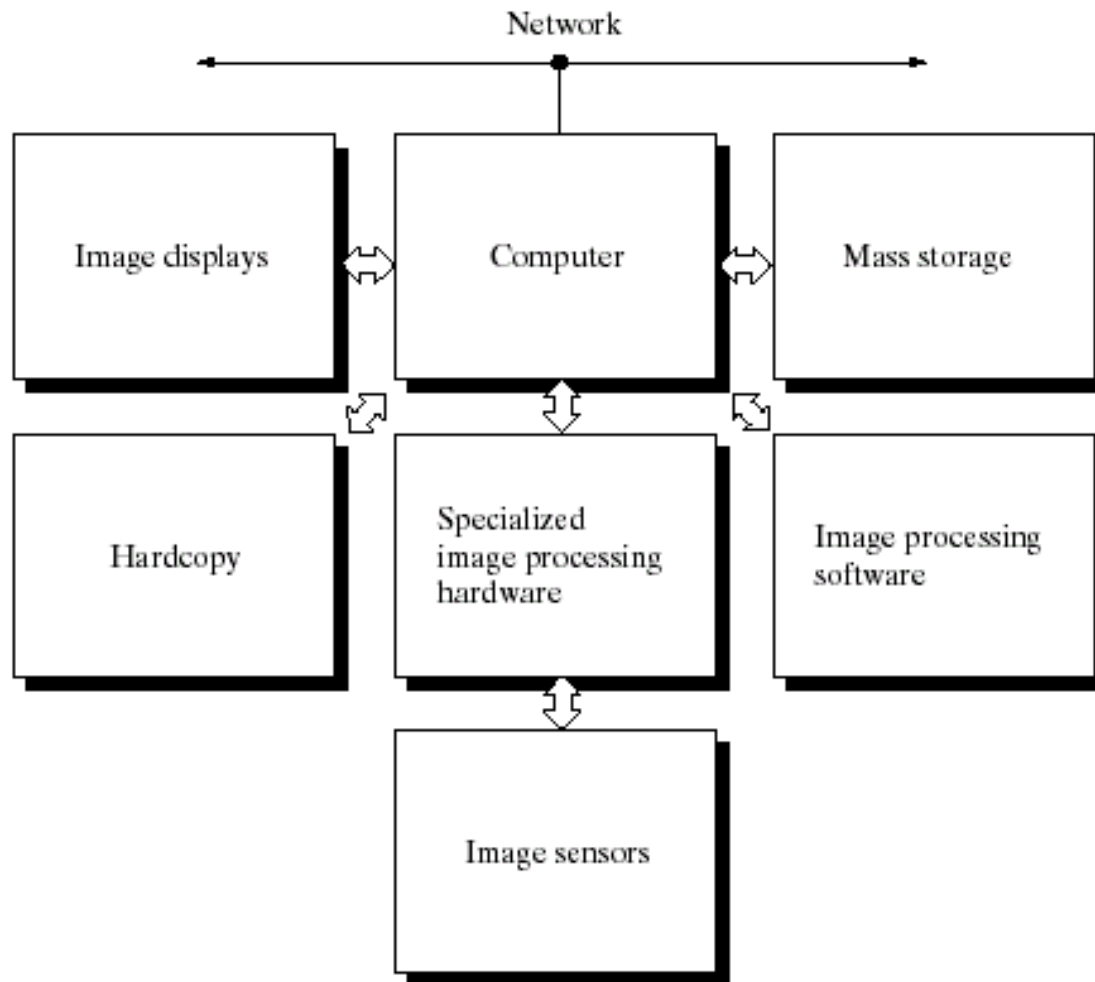 Network
Image displays
Computer
Mass storage
Hardcopy
Specialized
image processing
hardware
Image processing
software
Image sensors